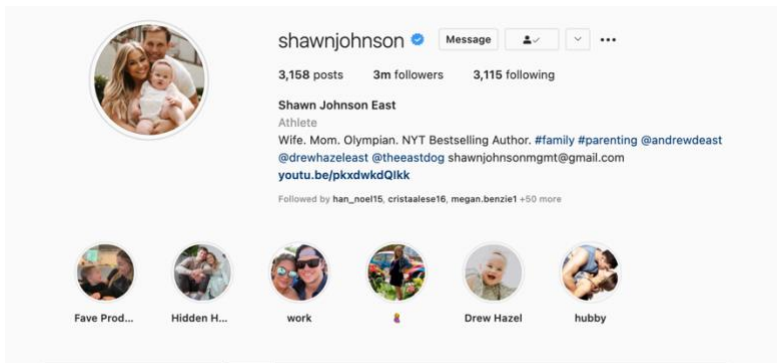 shawnjohnson Message
3,158 posts 3m followers 3,115 following
Shawn Johnson East
Athlete
Wife. Mom. Olympian. NYT Bestselling Author. #family #parenting @andrewdeast
@drewhazeleast @theeastdog shawnjohnsonmgmt@gmail.com
youtu.be/pkxdwkdQlkk
Followed by han_noel15, cristaalese16, megan.benzie1 +50 more
Fave Prod... Hidden H... work Drew Hazel hubby